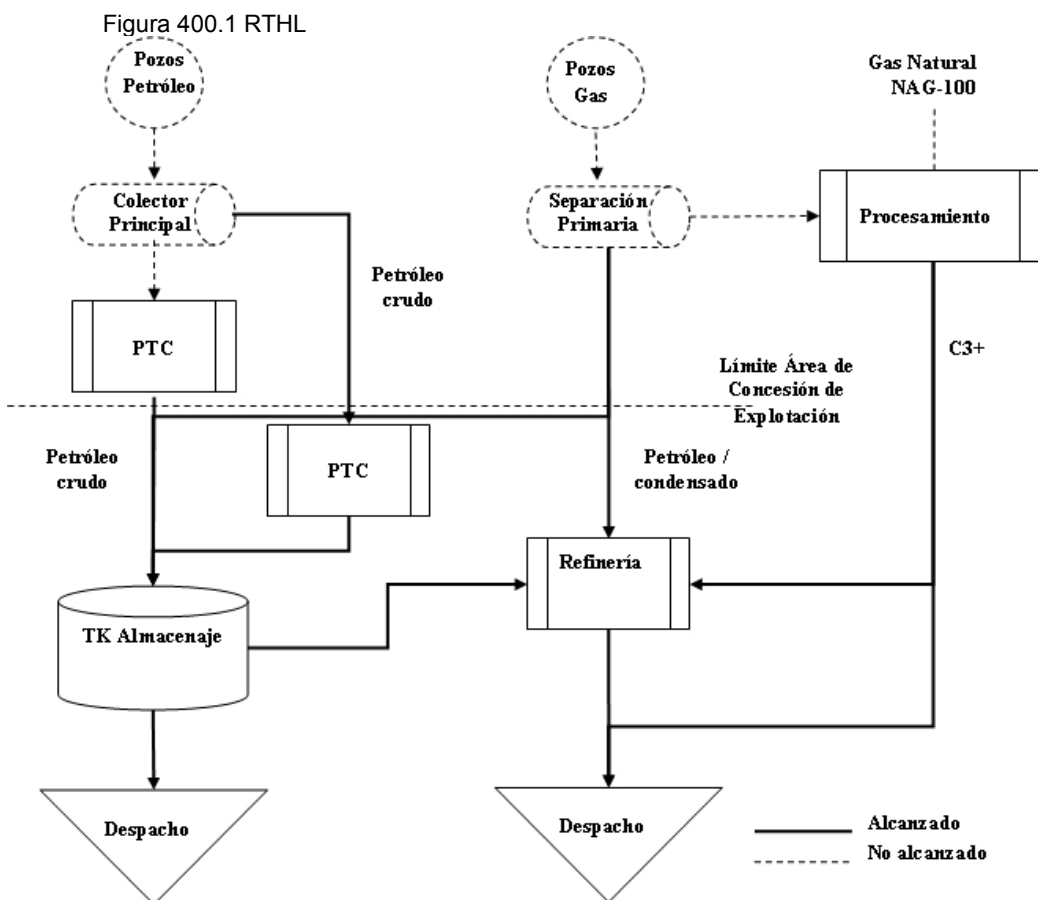 Figura 400.1 RTHL
Pozos
Petróleo
Pozos
Gas
Gas Natural
NAG-100
Colector
Principal
Separación
Primaria
Procesamiento
Petróleo
crudo
PTC
C3+
Límite Área de
Concesión de
Explotación
Petróleo
crudo
PTC
Petróleo /
condensado
Refinería
TK Almacenaje
Despacho
Despacho
Alcanzado
No alcanzado